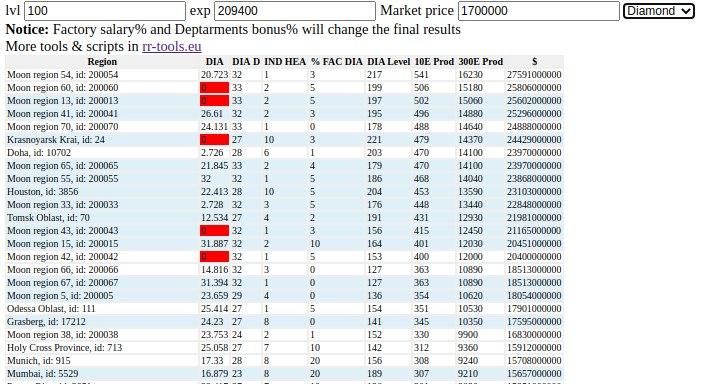 lvl 100 exp 209400 Market price 1700000 Diamond
Notice: Factory salary% and Deptarments bonus% will change the final results
More tools & scripts in rr-tools.eu
Name DIA DIA D IND HEA % FAC DIA DIA Level 10E Prod 300E Prod $
Moon region 54, id: 200054 20.723 32 1 3 217 541 16230 27591000000
Moon region 60, id: 200060 0 33 2 5 199 506 15180 25806000000
Moon region 13, id: 200013 0 33 2 5 197 502 15060 25602000000
Moon region 41, id: 200041 26.61 32 2 3 195 496 14880 25296000000
Moon region 70, id: 200070 24.131 33 1 0 178 488 14640 24888000000
Krasnoyarsk Krai, id: 24 0 27 10 3 221 479 14370 24429000000
Doha, id: 10702 2.726 28 6 1 203 470 14100 23970000000
Moon region 65, id: 200065 21.845 33 2 4 179 470 14100 23970000000
Moon region 55, id: 200055 32 32 1 5 186 468 14040 23868000000
Houston, id: 3856 22.413 28 10 5 204 453 13590 23103000000
Moon region 33, id: 200033 2.728 32 3 5 176 448 13440 22848000000
Tomsk Oblast, id: 70 12.534 27 4 2 191 431 12930 21981000000
Moon region 43, id: 200043 0 32 1 3 156 415 12450 21165000000
Moon region 15, id: 200015 31.887 32 2 10 164 401 12030 20451000000
Moon region 42, id: 200042 0 32 1 5 153 400 12000 20400000000
Moon region 66, id: 200066 14.816 32 3 0 127 363 10890 18513000000
Moon region 67, id: 200067 31.394 32 1 0 127 363 10890 18513000000
Moon region 5, id: 200005 23.659 29 4 0 136 354 10620 18054000000
Odessa Oblast, id: 111 25.414 27 1 5 154 351 10530 17901000000
Grasberg, id: 17212 24.23 27 8 0 141 345 10350 17595000000
Moon region 38, id: 200038 23.753 24 2 1 152 330 9900 16830000000
Holy Cross Province, id: 713 25.058 27 7 10 142 312 9360 15912000000
Munich, id: 915 17.33 28 8 20 156 308 9240 15708000000
Mumbai, id: 5529 16.879 23 8 20 189 307 9210 15657000000